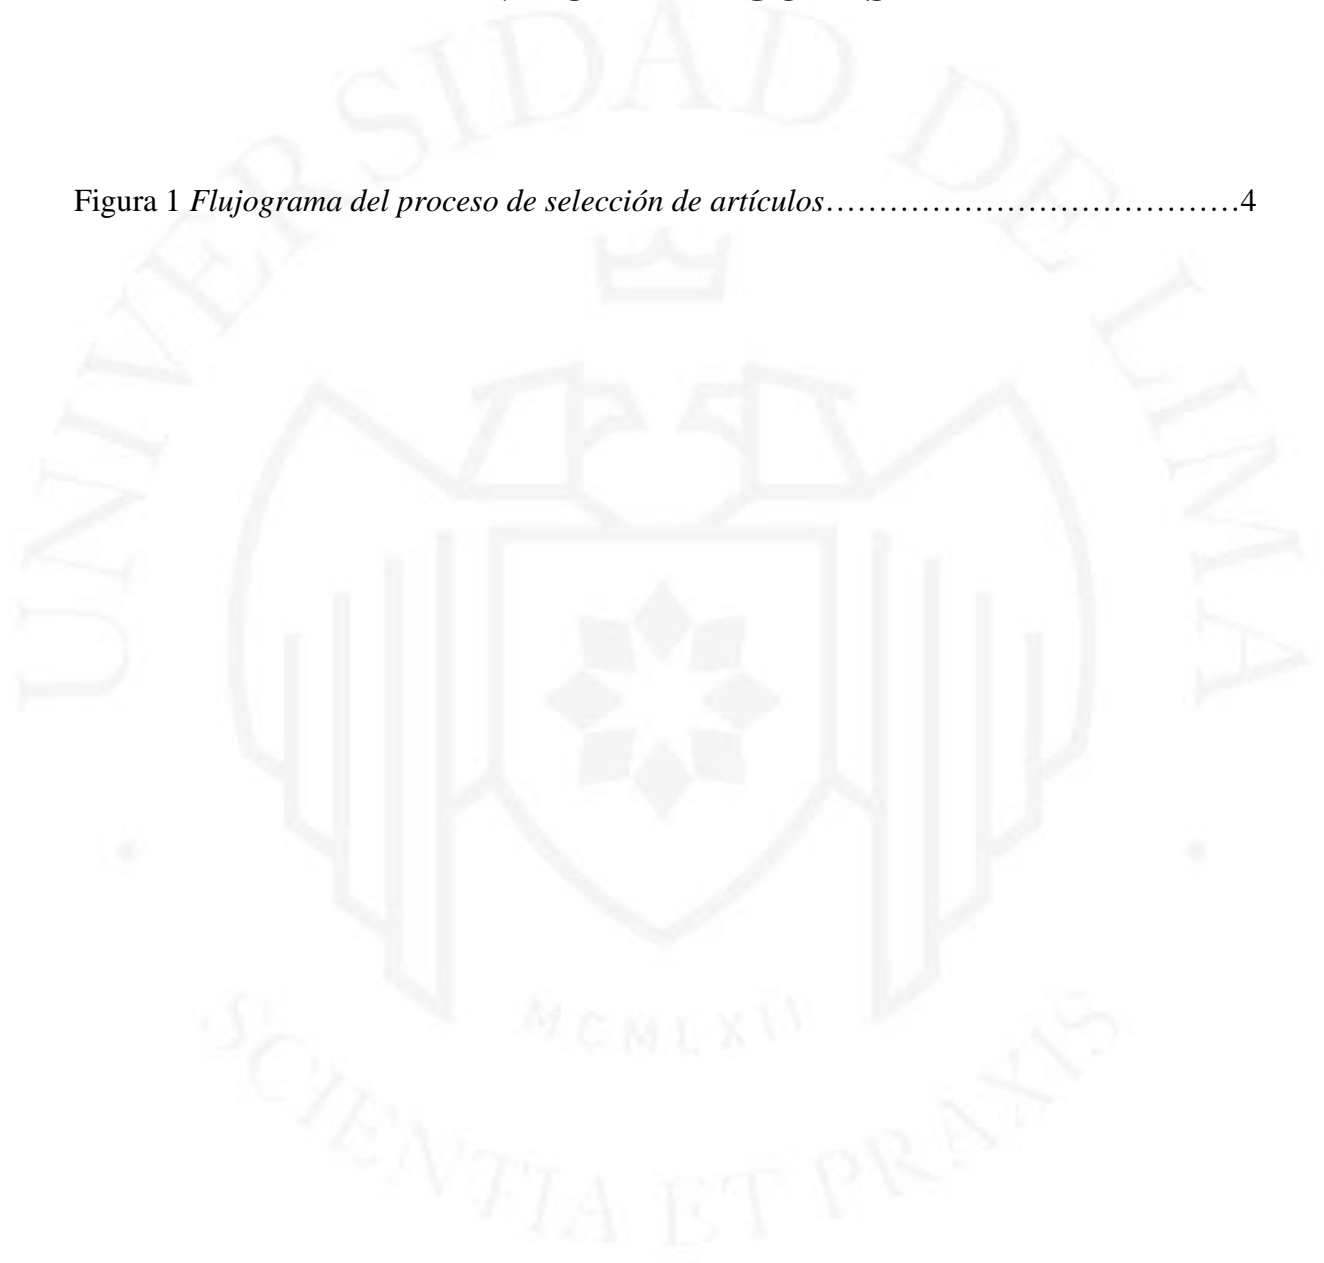 Figura 1 Flujograma del proceso de selección de artículos…………………………………4
UNIVERSIDAD DE LIMA
MCMLXII
SCIENTIA ET PRAXIS